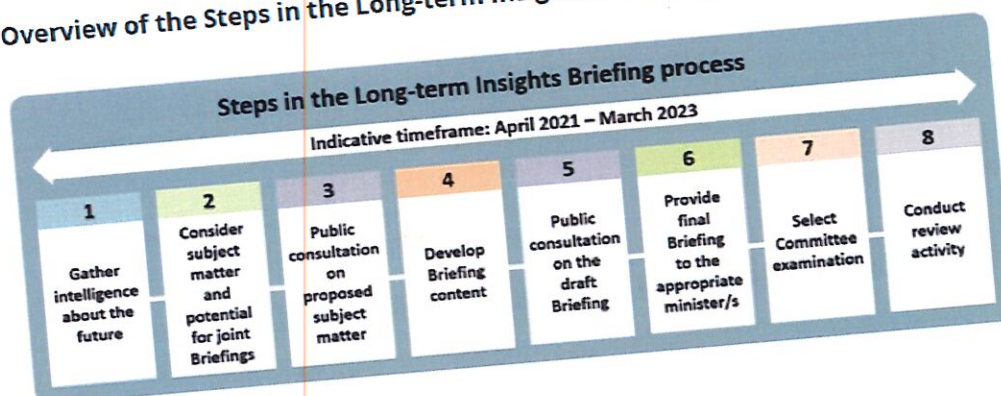 Overview of the Steps in the Long-term
Steps in the Long-term Insights Briefing process
Indicative timeframe: April 2021 – March 2023
1
Gather
intelligence
about the
future
2
Consider
subject
matter
and
potential
for joint
Briefings
3
Public
consultation
on
proposed
subject
matter
4
Develop
Briefing
content
5
Public
consultation
on the
draft
Briefing
6
Provide
final
Briefing
to the
appropriate
minister/s
7
Select
Committee
examination
8
Conduct
review
activity